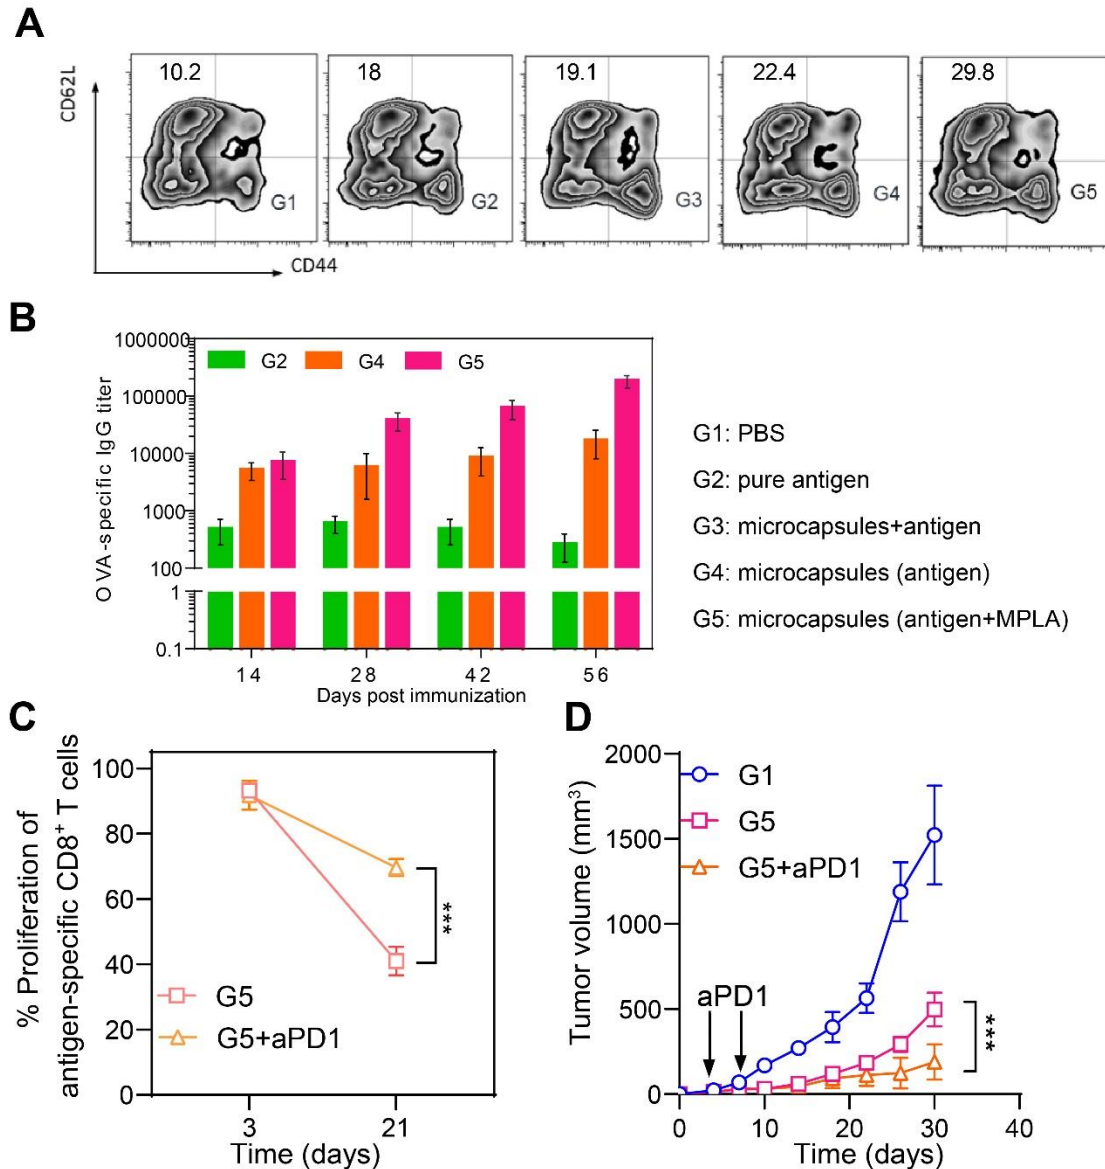 A
CD62L
10.2
18
19.1
22.4
29.8
G1
G2
G3
G4
G5
CD44
B
OVA-specific IgG titer
1000000
100000
10000
1000
100
1
0.1
G2
G4
G5
14
28
42
56
Days post immunization
G1: PBS
G2: pure antigen
G3: microcapsules+antigen
G4: microcapsules (antigen)
G5: microcapsules (antigen+MPLA)
C
% Proliferation of
antigen-specific CD8⁺ T cells
100
80
60
40
20
0
***
G5
G5+aPD1
3
21
Time (days)
D
Tumor volume (mm³)
2000
1500
1000
500
0
G1
G5
G5+aPD1
aPD1
***
0
10
20
30
40
Time (days)